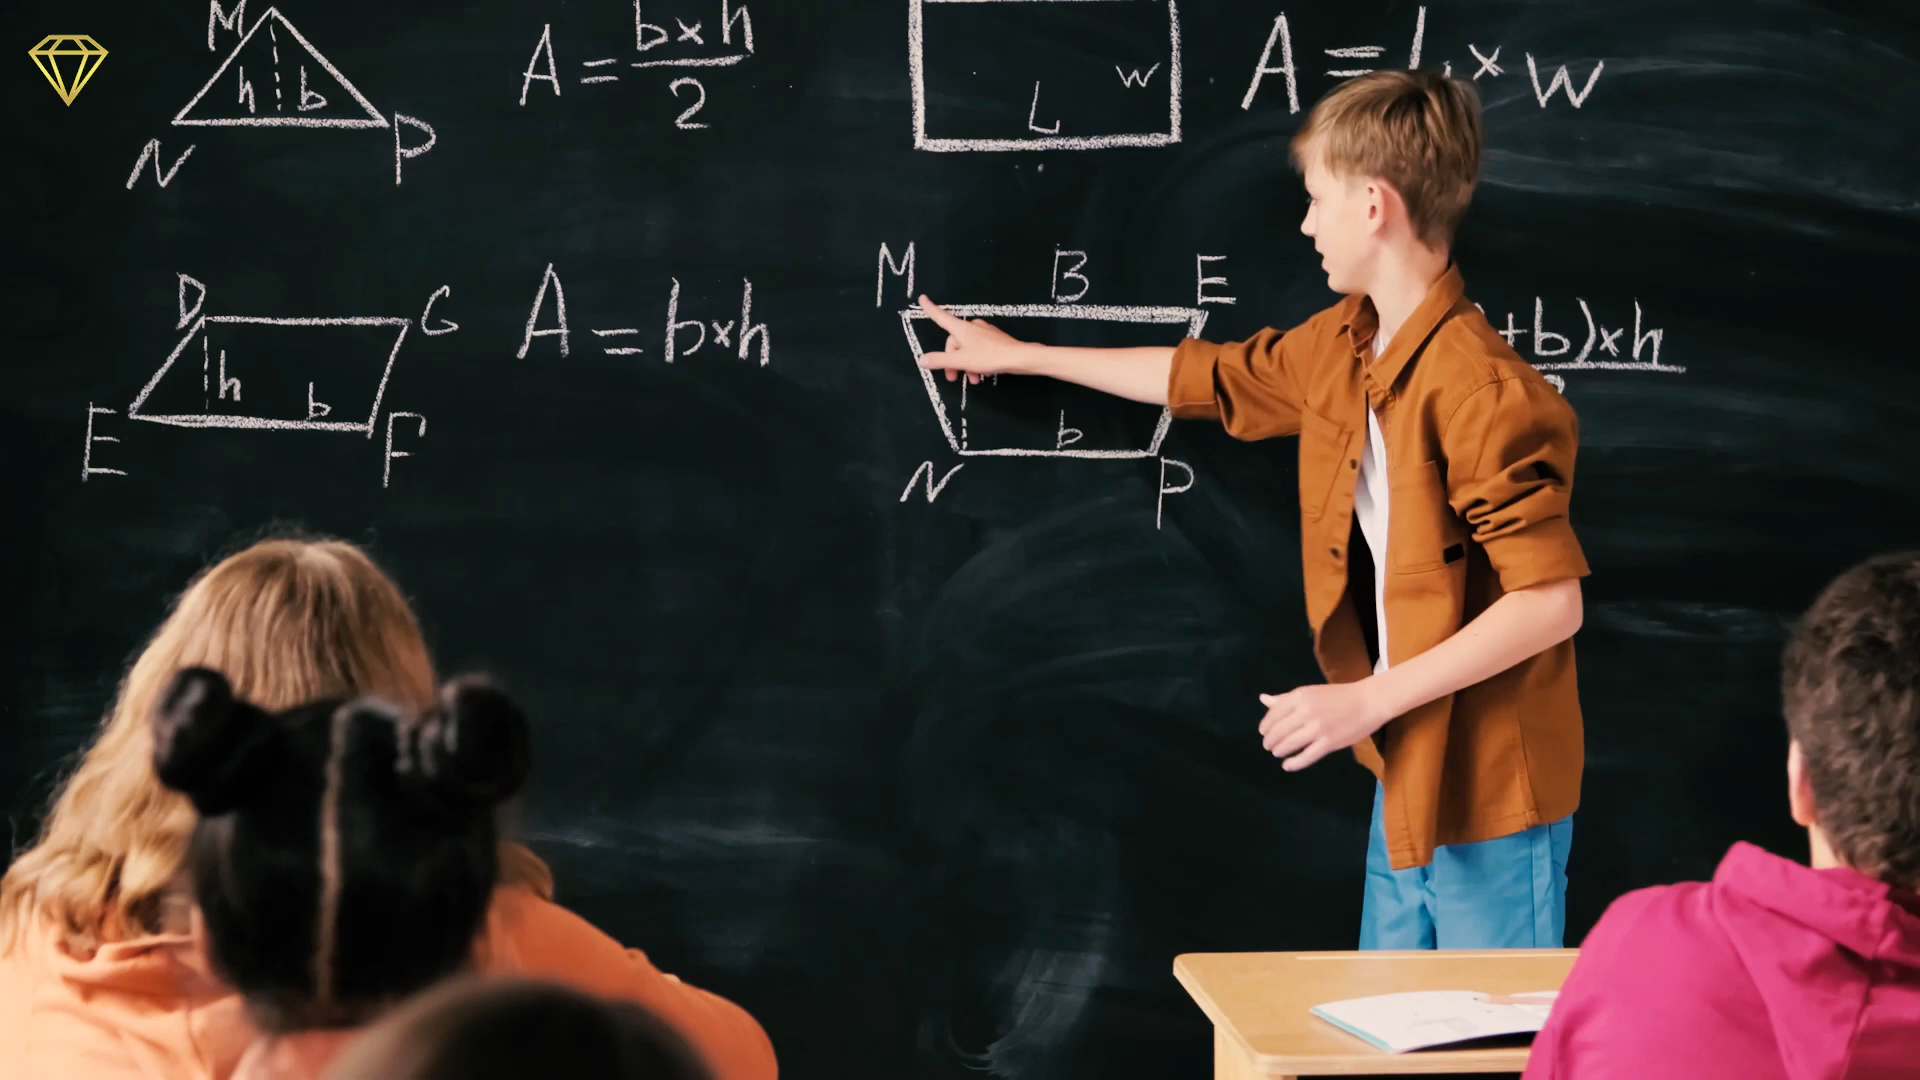 M
h b
N P
A = b×h
2
L w
A = L × w
D G
h b
E F
A = b×h
M B E
h
b
N P
+b)×h